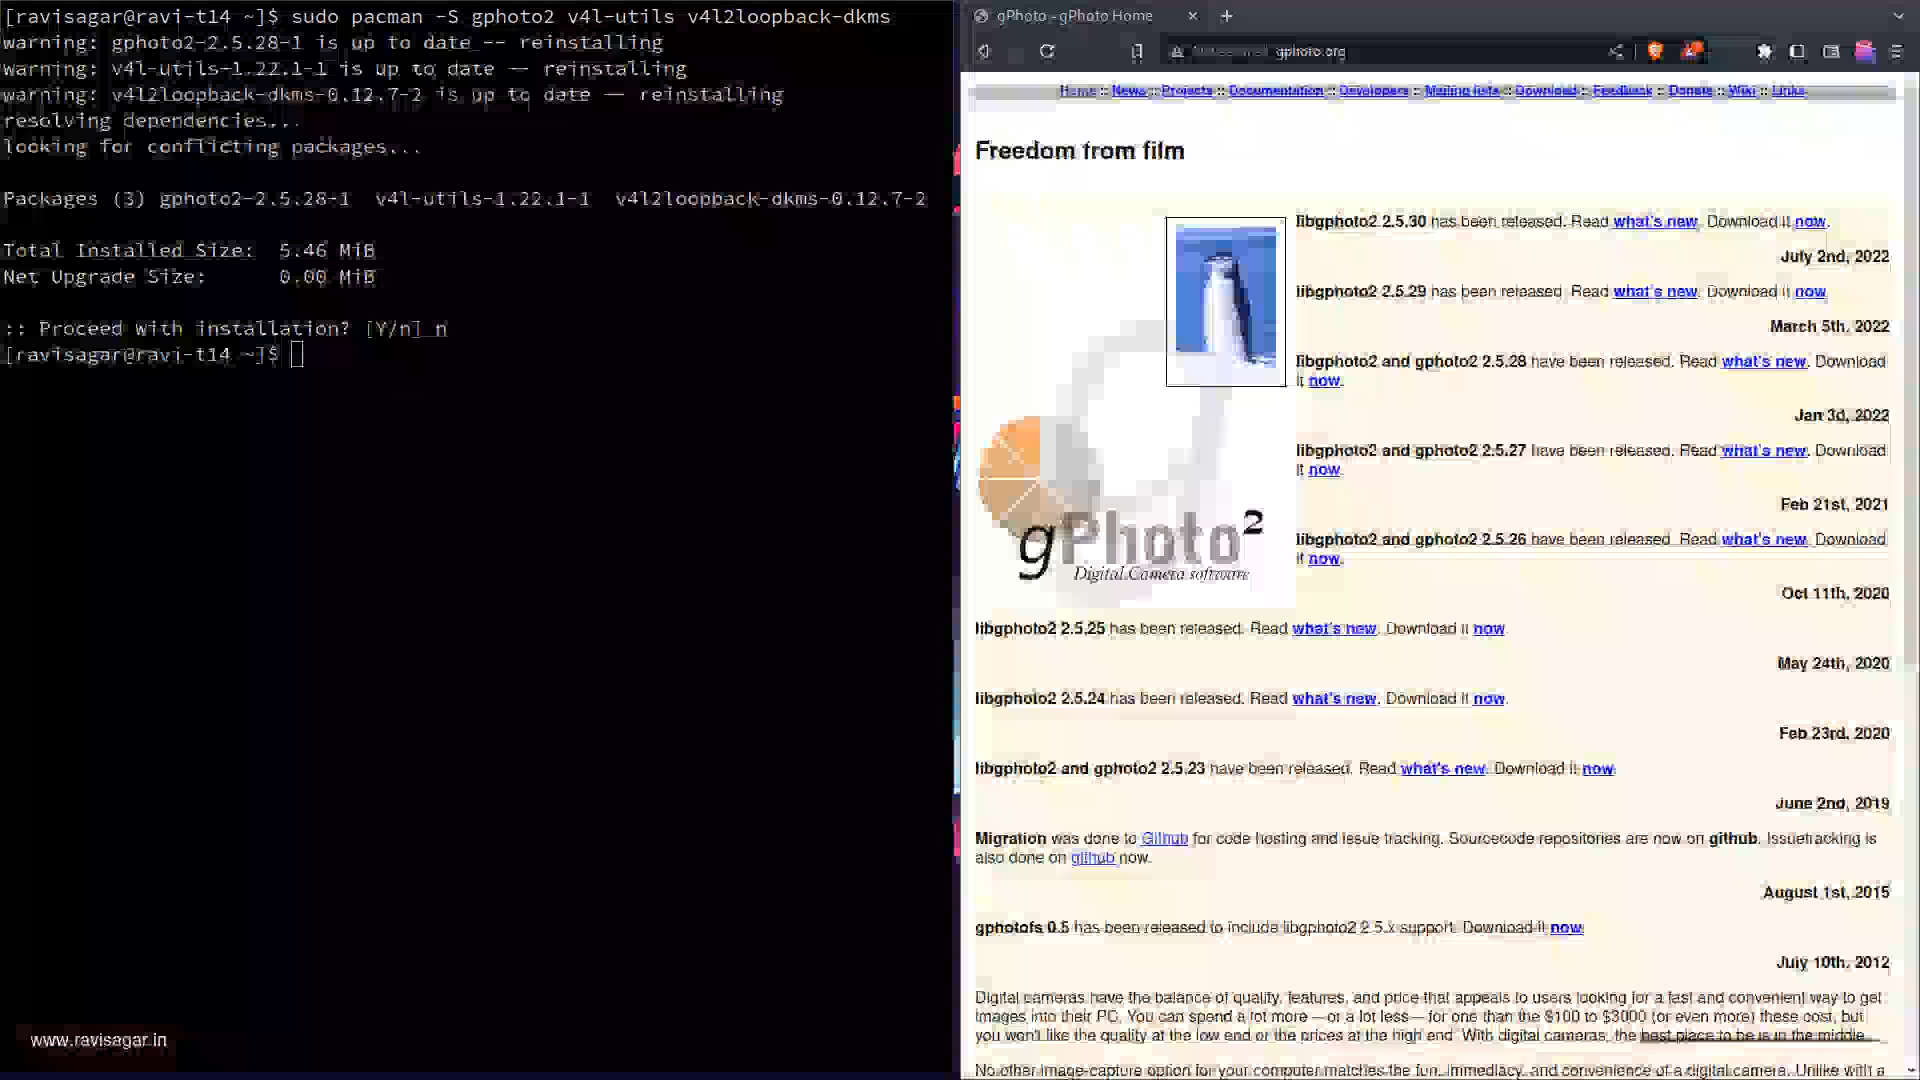 [ravisagar@ravi-t14 ~]$ sudo pacman -S gphoto2 v4l-utils v4l2loopback-dkms
warning: gphoto2-2.5.28-1 is up to date -- reinstalling
warning: v4l-utils-1.22.1-1 is up to date -- reinstalling
warning: v4l2loopback-dkms-0.12.7-2 is up to date -- reinstalling
resolving dependencies...
looking for conflicting packages...
Packages (3) gphoto2-2.5.28-1 v4l-utils-1.22.1-1 v4l2loopback-dkms-0.12.7-2
Total Installed Size: 5.46 MiB
Net Upgrade Size: 0.00 MiB
:: Proceed with installation? [Y/n] n
[ravisagar@ravi-t14 ~]$
www.ravisagar.in
gPhoto - gPhoto Home
gphoto.org
Home :: News :: Projects :: Documentation :: Developers :: Mailing lists :: Download :: Feedback :: Donate :: Wiki :: Links
Freedom from film
libgphoto2 2.5.30 has been released. Read what's new. Download it now.
July 2nd, 2022
libgphoto2 2.5.29 has been released. Read what's new. Download it now.
March 5th, 2022
libgphoto2 and gphoto2 2.5.28 have been released. Read what's new. Download
it now.
Jan 3d, 2022
libgphoto2 and gphoto2 2.5.27 have been released. Read what's new. Download
it now.
Feb 21st, 2021
libgphoto2 and gphoto2 2.5.26 have been released. Read what's new. Download
it now.
Oct 11th, 2020
gPhoto²
Digital Camera software
libgphoto2 2.5.25 has been released. Read what's new. Download it now.
May 24th, 2020
libgphoto2 2.5.24 has been released. Read what's new. Download it now.
Feb 23rd, 2020
libgphoto2 and gphoto2 2.5.23 have been released. Read what's new. Download it now.
June 2nd, 2019
Migration was done to Github for code hosting and issue tracking. Sourcecode repositories are now on github. Issuetracking is
also done on github now.
August 1st, 2015
gphotofs 0.5 has been released to include libgphoto2 2.5.x support. Download it now.
July 10th, 2012
Digital cameras have the balance of quality, features, and price that appeals to users looking for a fast and convenient way to get
images into their PC. You can spend a lot more —or a lot less— for one than the $100 to $3000 (or even more) these cost, but
you won't like the quality at the low end or the prices at the high end. With digital cameras, the best place to be is in the middle.
No other image-capture option for your computer matches the fun, immediacy, and convenience of a digital camera. Unlike with a